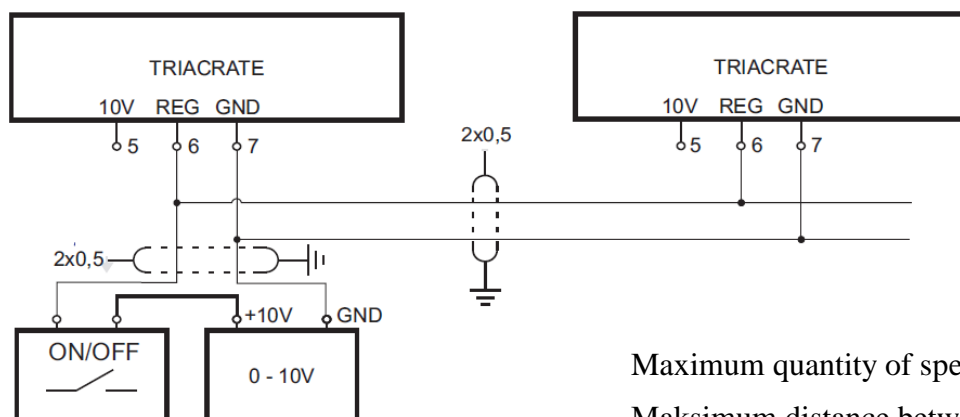 TRIACRATE
10V REG GND
5 6 7
TRIACRATE
10V REG GND
5 6 7
2x0,5
2x0,5
+10V GND
ON/OFF
0 - 10V
Maximum quantity of spe
Maksimum distance betw